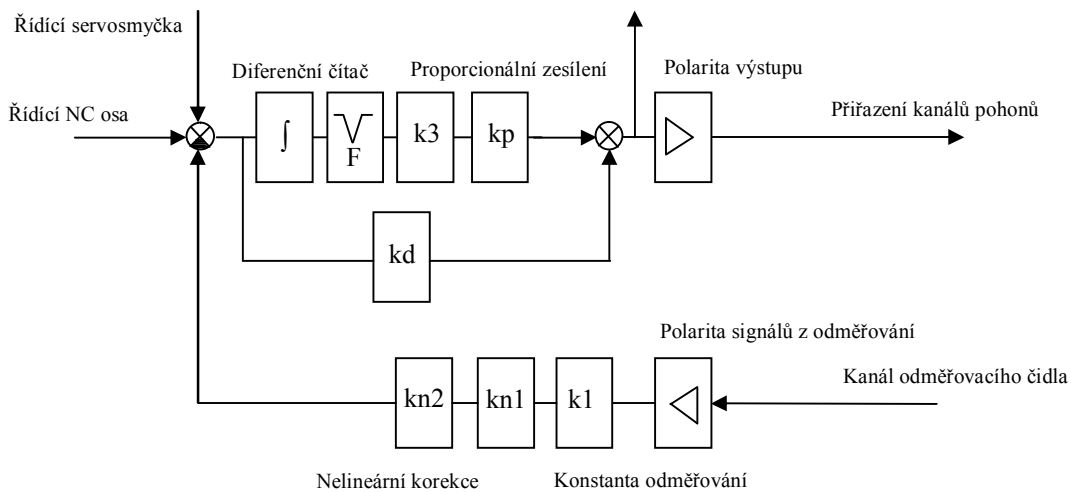 Řídící servosmyčka
Diferenční čítač
Proporcionální zesílení
Polarita výstupu
Řídící NC osa
Přiřazení kanálů pohonů
∫
F
k3
kp
kd
Polarita signálů z odměřování
Kanál odměřovacího čidla
kn2
kn1
k1
Nelineární korekce
Konstanta odměřování